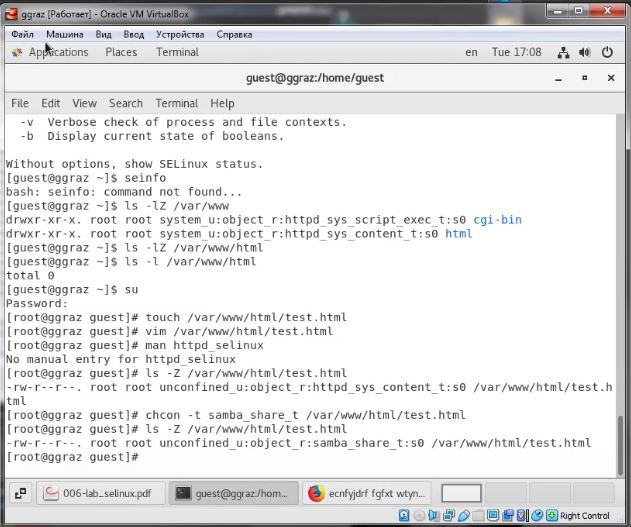 ggraz [Работает] - Oracle VM VirtualBox
Файл Машина Вид Ввод Устройства Справка
Applications Places Terminal en Tue 17:08
guest@ggraz:/home/guest
File Edit View Search Terminal Help
-v Verbose check of process and file contexts.
-b Display current state of booleans.
Without options, show SELinux status.
[guest@ggraz ~]$ seinfo
bash: seinfo: command not found...
[guest@ggraz ~]$ ls -lZ /var/www
drwxr-xr-x. root root system_u:object_r:httpd_sys_script_exec_t:s0 cgi-bin
drwxr-xr-x. root root system_u:object_r:httpd_sys_content_t:s0 html
[guest@ggraz ~]$ ls -lZ /var/www/html
[guest@ggraz ~]$ ls -l /var/www/html
total 0
[guest@ggraz ~]$ su
Password:
[root@ggraz guest]# touch /var/www/html/test.html
[root@ggraz guest]# vim /var/www/html/test.html
[root@ggraz guest]# man httpd_selinux
No manual entry for httpd_selinux
[root@ggraz guest]# ls -Z /var/www/html/test.html
-rw-r--r--. root root unconfined_u:object_r:httpd_sys_content_t:s0 /var/www/html/test.h
tml
[root@ggraz guest]# chcon -t samba_share_t /var/www/html/test.html
[root@ggraz guest]# ls -Z /var/www/html/test.html
-rw-r--r--. root root unconfined_u:object_r:samba_share_t:s0 /var/www/html/test.html
[root@ggraz guest]#
006-lab_selinux.pdf guest@ggraz:/hom... ecnfyjdrf fgfxt wtyn...
Right Control